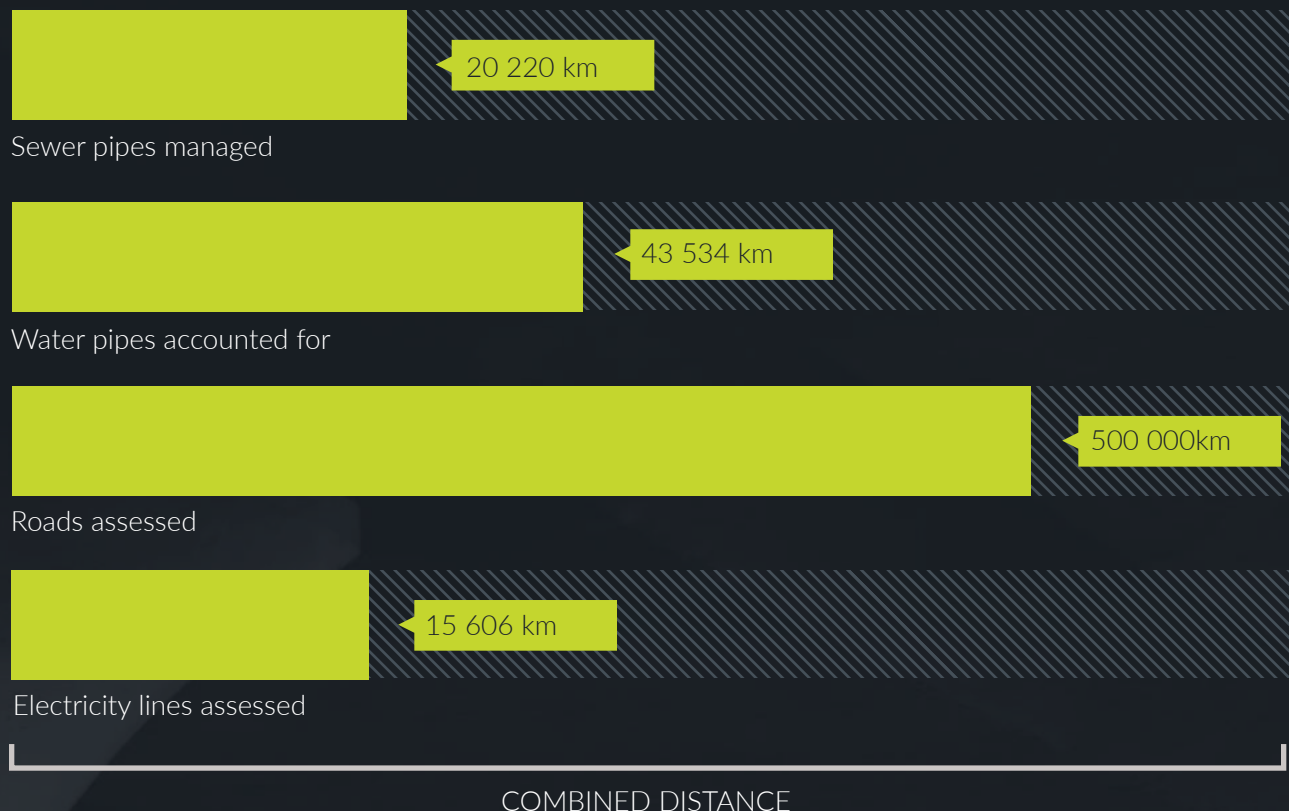 20 220 km
Sewer pipes managed
43 534 km
Water pipes accounted for
500 000km
Roads assessed
15 606 km
Electricity lines assessed
COMBINED DISTANCE